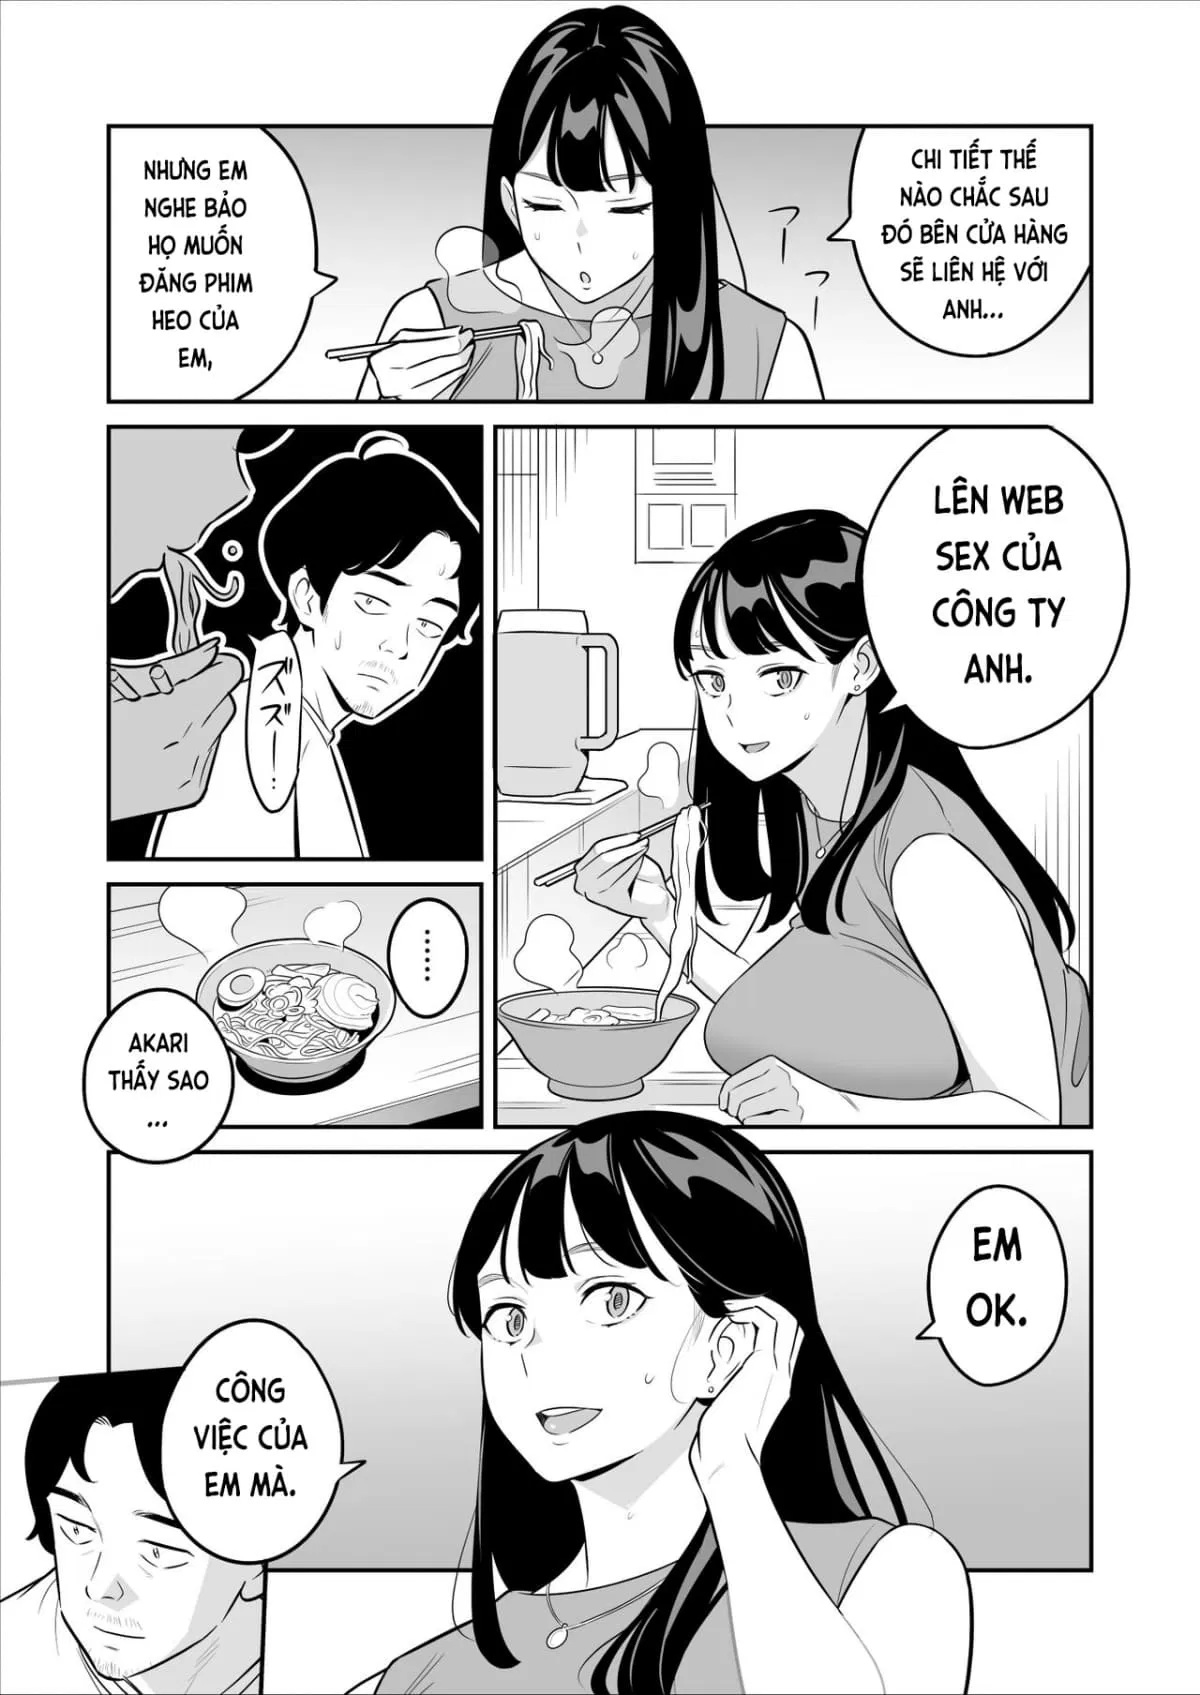 CHI TIẾT THẾ
NÀO CHẮC SAU
ĐÓ BÊN CỬA HÀNG
SẼ LIÊN HỆ VỚI
ANH...
NHƯNG EM
NGHE BẢO
HỌ MUỐN
ĐĂNG PHIM
HEO CỦA
EM,
LÊN WEB
SEX CỦA
CÔNG TY
ANH.
ズズ
ズー…
......
AKARI
THẤY SAO
...
EM
OK.
CÔNG
VIỆC CỦA
EM MÀ.